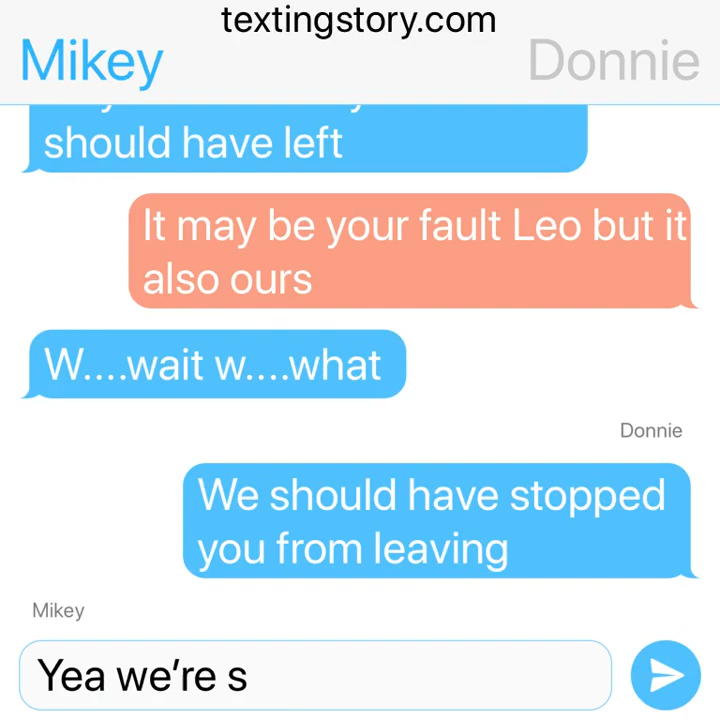 textingstory.com
Mikey
Donnie
should have left
It may be your fault Leo but it
also ours
W....wait w....what
Donnie
We should have stopped
you from leaving
Mikey
Yea we’re s